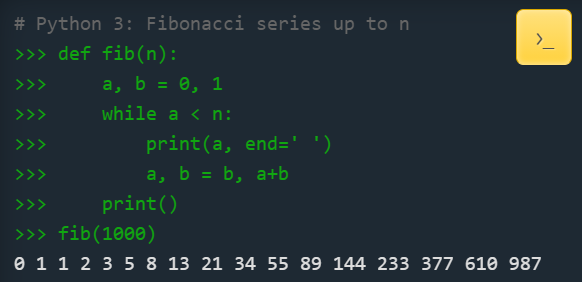 # Python 3: Fibonacci series up to n
>>> def fib(n):
>>>     a, b = 0, 1
>>>     while a < n:
>>>         print(a, end=' ')
>>>         a, b = b, a+b
>>>     print()
>>> fib(1000)
0 1 1 2 3 5 8 13 21 34 55 89 144 233 377 610 987
>_